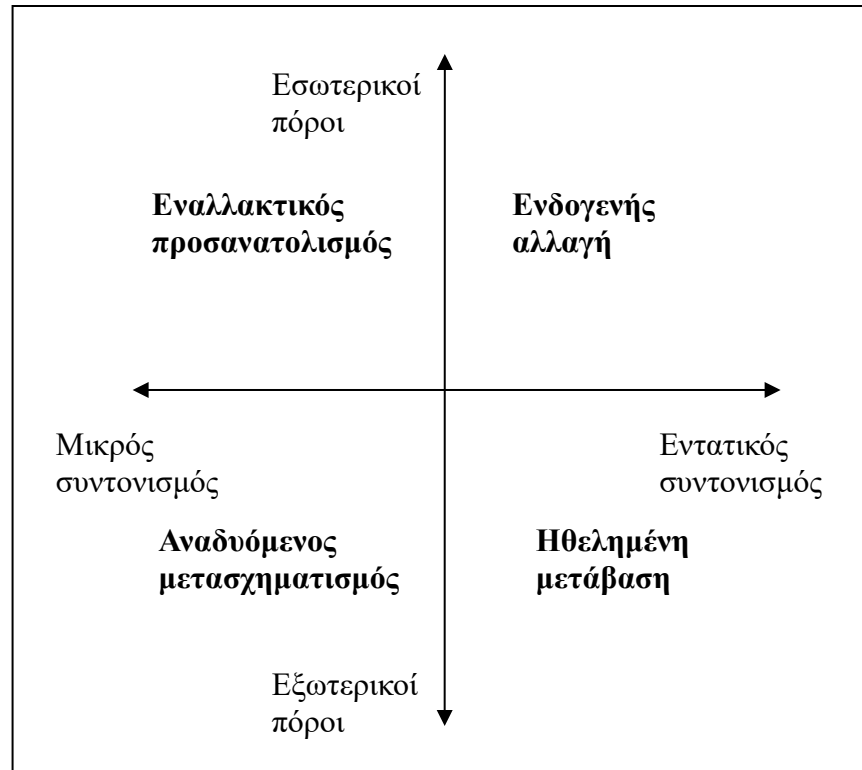 Εσωτερικοί
πόροι
Εναλλακτικός
προσανατολισμός
Ενδογενής
αλλαγή
Μικρός
συντονισμός
Εντατικός
συντονισμός
Αναδυόμενος
μετασχηματισμός
Ηθελημένη
μετάβαση
Εξωτερικοί
πόροι